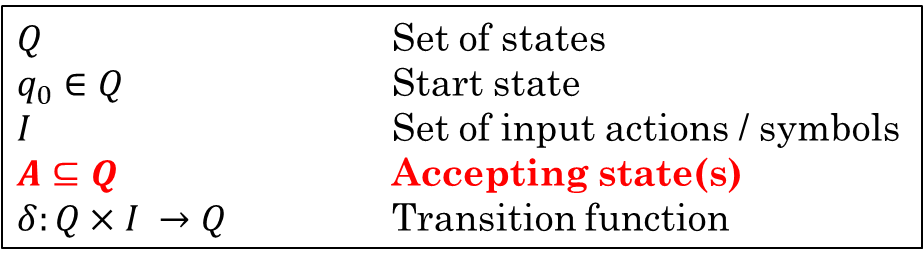 Q Set of states
q₀ ∈ Q Start state
I Set of input actions / symbols
A ⊆ Q Accepting state(s)
δ: Q × I → Q Transition function